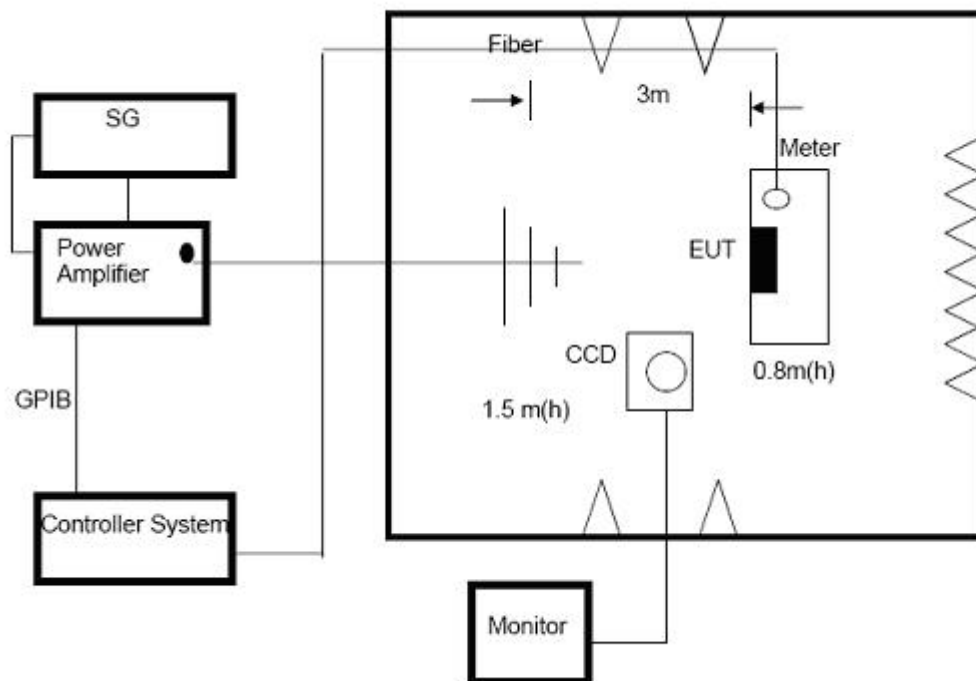 Fiber
3m
SG
Meter
Power
Amplifier
EUT
CCD
0.8m(h)
GPIB
1.5 m(h)
Controller System
Monitor